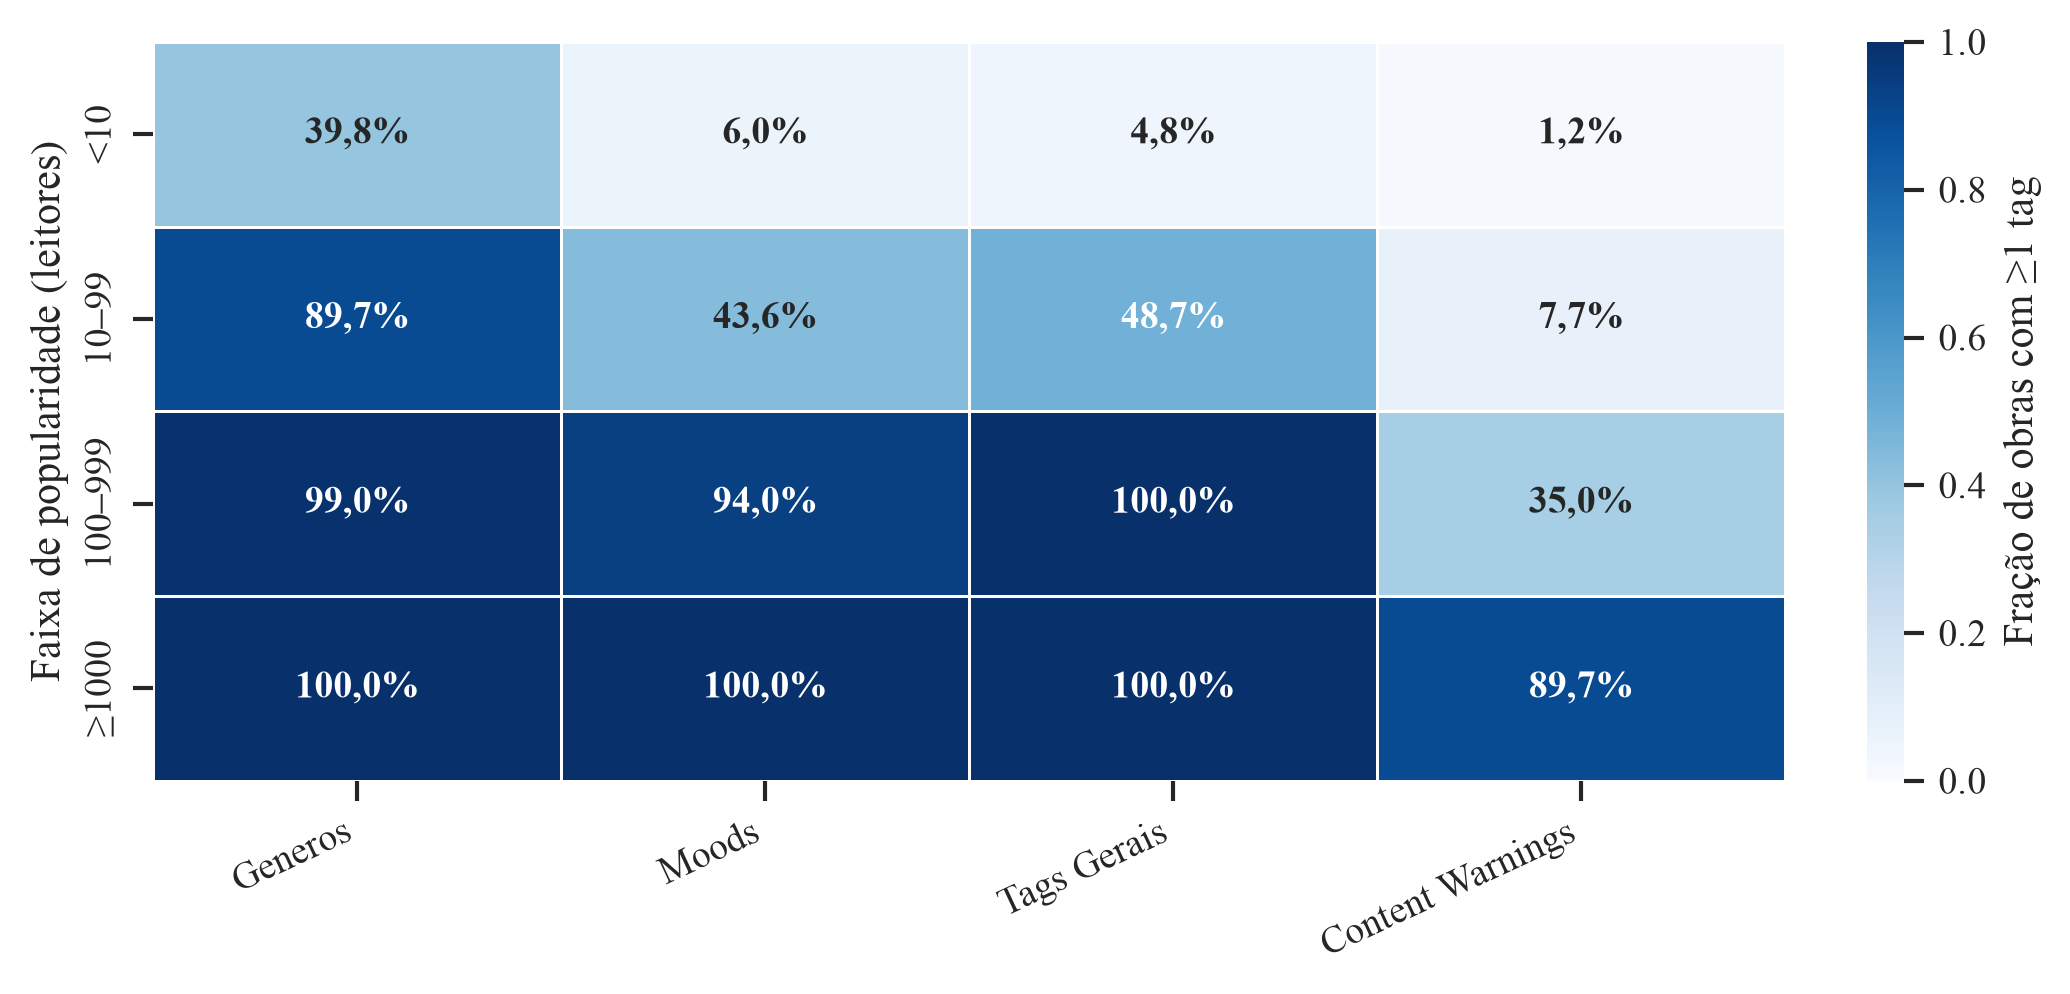 Faixa de popularidade (leitores)
<10
39,8% 6,0% 4,8% 1,2%
10–99
89,7% 43,6% 48,7% 7,7%
100–999
99,0% 94,0% 100,0% 35,0%
≥1000
100,0% 100,0% 100,0% 89,7%
Generos
Moods
Tags Gerais
Content Warnings
1.0
0.8
0.6
0.4
0.2
0.0
Fração de obras com ≥1 tag